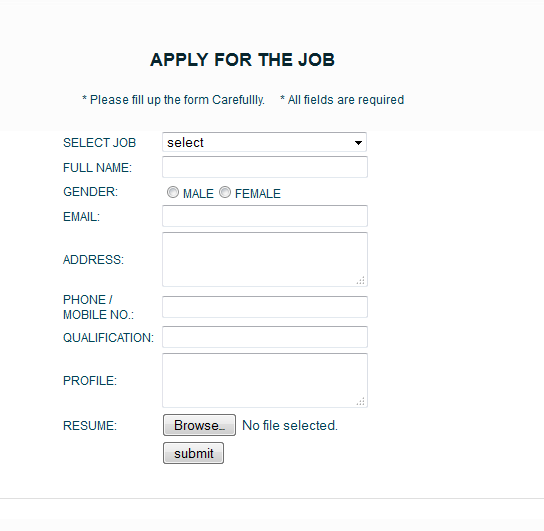 APPLY FOR THE JOB
* Please fill up the form Carefullly. * All fields are required
SELECT JOB select
FULL NAME:
GENDER: MALE FEMALE
EMAIL:
ADDRESS:
PHONE /
MOBILE NO.:
QUALIFICATION:
PROFILE:
RESUME: Browse... No file selected.
submit